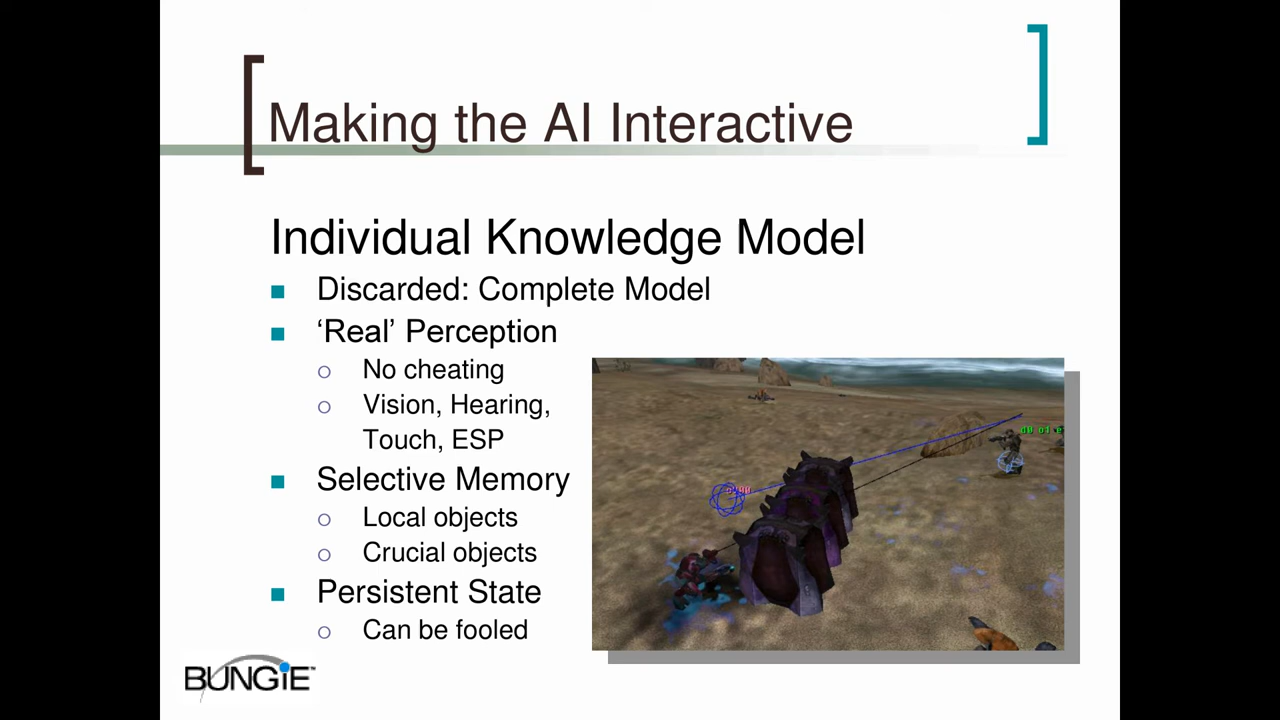 Making the AI Interactive
Individual Knowledge Model
Discarded: Complete Model
‘Real’ Perception
No cheating
Vision, Hearing,
Touch, ESP
Selective Memory
Local objects
Crucial objects
Persistent State
Can be fooled
BUNGiE™